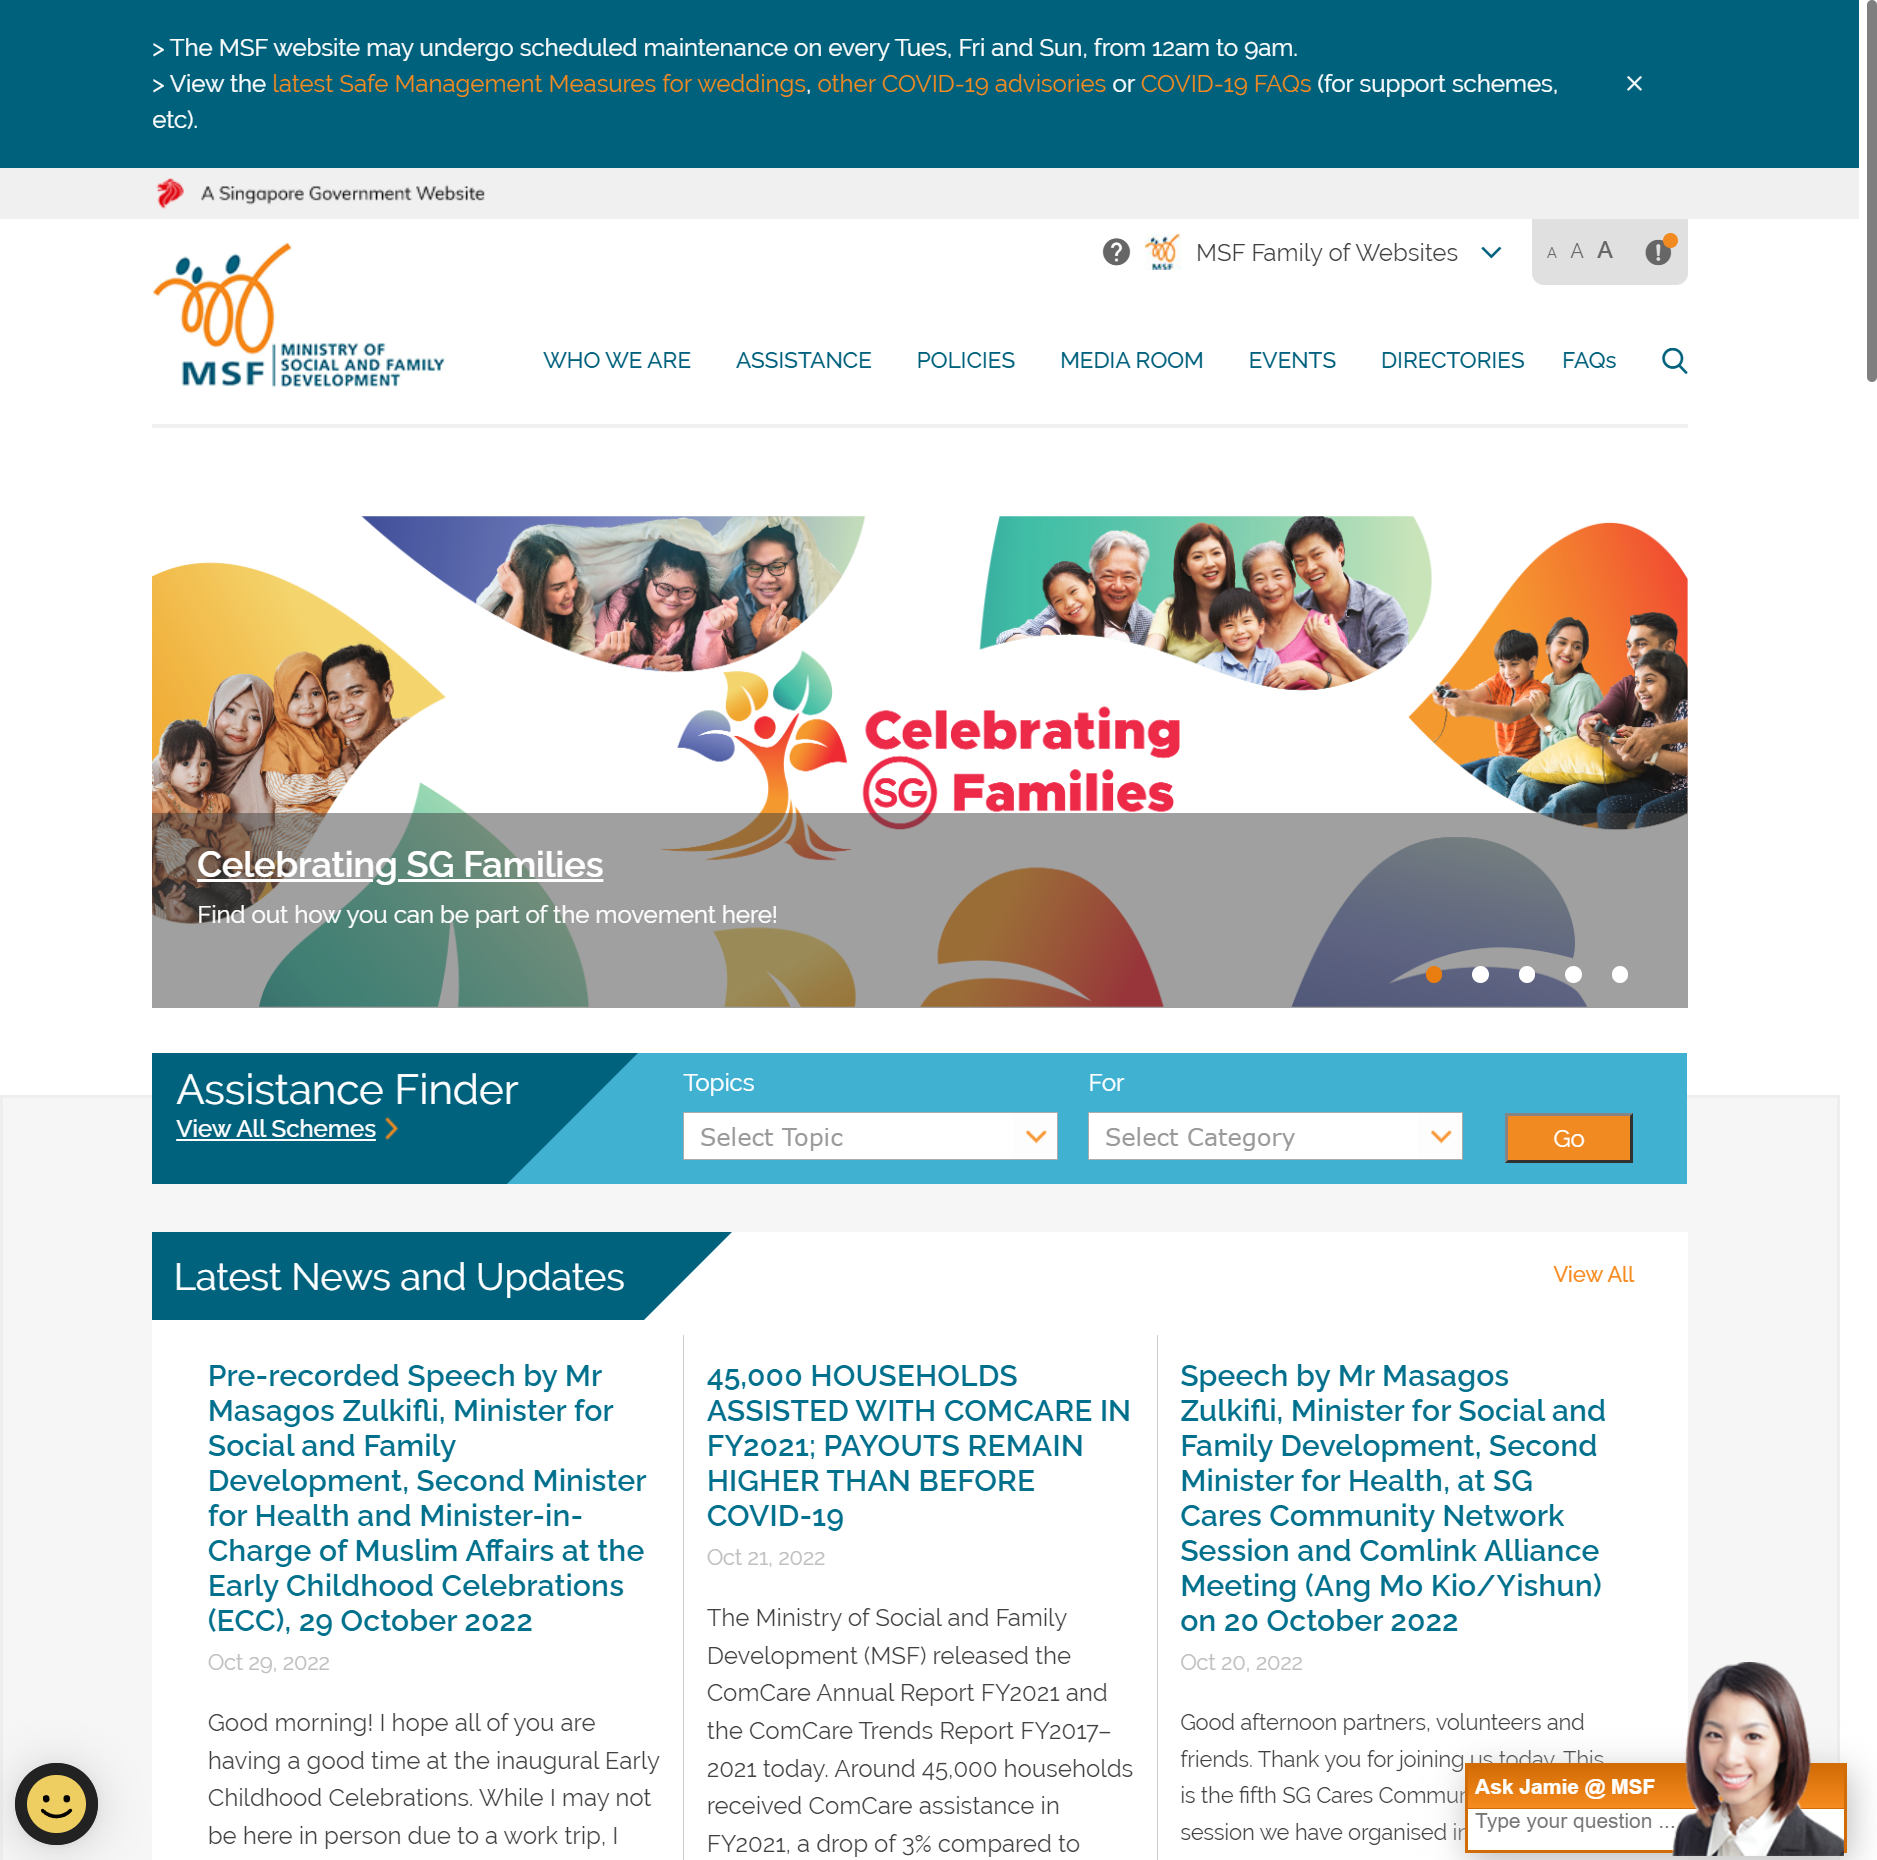 > The MSF website may undergo scheduled maintenance on every Tues, Fri and Sun, from 12am to 9am.
> View the latest Safe Management Measures for weddings, other COVID-19 advisories or COVID-19 FAQs (for support schemes,
etc).
A Singapore Government Website
MSF
MSF Family of Websites
A A A
MSF
MINISTRY OF
SOCIAL AND FAMILY
DEVELOPMENT
WHO WE ARE
ASSISTANCE
POLICIES
MEDIA ROOM
EVENTS
DIRECTORIES
FAQs
Celebrating
SG Families
Celebrating SG Families
Find out how you can be part of the movement here!
Assistance Finder
View All Schemes
Topics
Select Topic
For
Select Category
Go
Latest News and Updates
View All
Pre-recorded Speech by Mr
Masagos Zulkifli, Minister for
Social and Family
Development, Second Minister
for Health and Minister-in-
Charge of Muslim Affairs at the
Early Childhood Celebrations
(ECC), 29 October 2022
Oct 29, 2022
Good morning! I hope all of you are
having a good time at the inaugural Early
Childhood Celebrations. While I may not
be here in person due to a work trip, I
45,000 HOUSEHOLDS
ASSISTED WITH COMCARE IN
FY2021; PAYOUTS REMAIN
HIGHER THAN BEFORE
COVID-19
Oct 21, 2022
The Ministry of Social and Family
Development (MSF) released the
ComCare Annual Report FY2021 and
the ComCare Trends Report FY2017–
2021 today. Around 45,000 households
received ComCare assistance in
FY2021, a drop of 3% compared to
Speech by Mr Masagos
Zulkifli, Minister for Social and
Family Development, Second
Minister for Health, at SG
Cares Community Network
Session and Comlink Alliance
Meeting (Ang Mo Kio/Yishun)
on 20 October 2022
Oct 20, 2022
Good afternoon partners, volunteers and
friends. Thank you for joining us today. This
is the fifth SG Cares
session we have organised
Ask Jamie @ MSF
Type your question ...